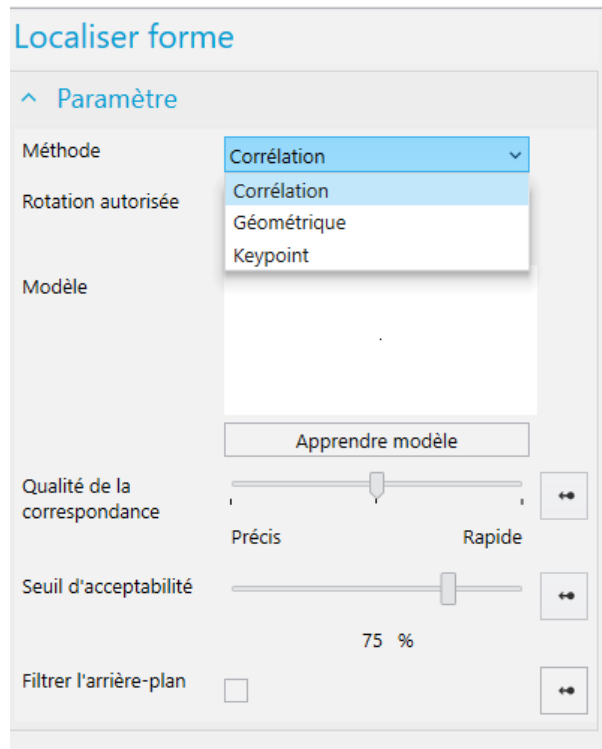 Localiser forme
Paramètre
Méthode
Corrélation
Corrélation
Géométrique
Keypoint
Rotation autorisée
Modèle
Apprendre modèle
Qualité de la
correspondance
Précis
Rapide
Seuil d'acceptabilité
75 %
Filtrer l'arrière-plan